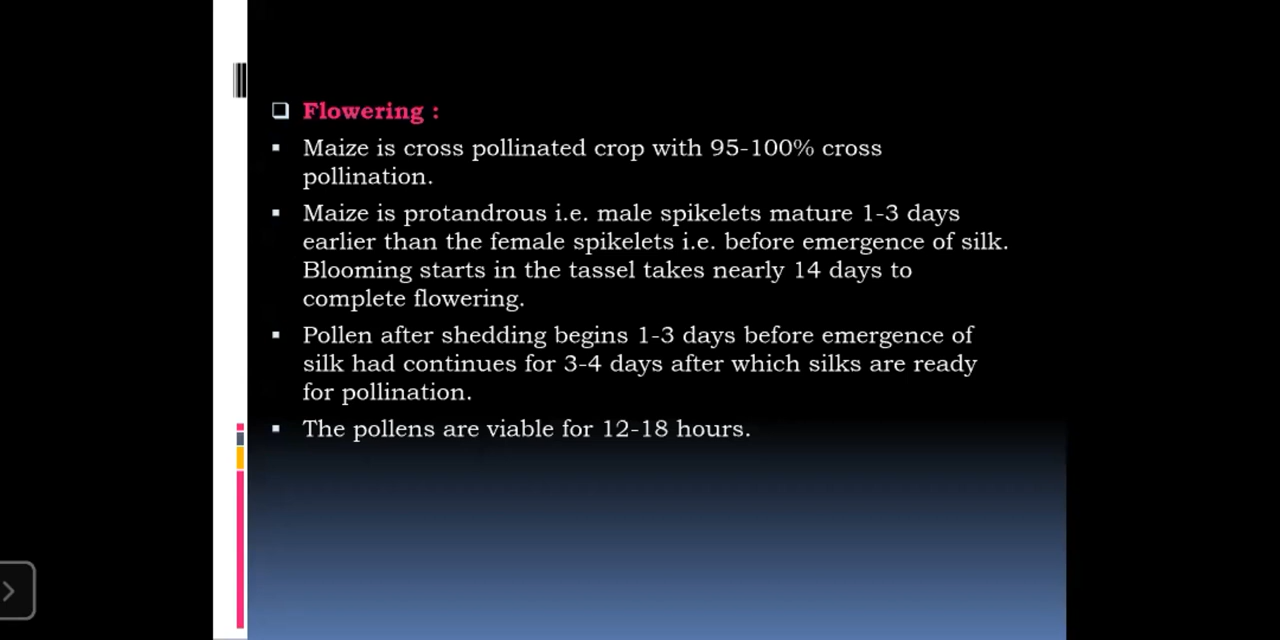 Flowering :
Maize is cross pollinated crop with 95-100% cross
pollination.
Maize is protandrous i.e. male spikelets mature 1-3 days
earlier than the female spikelets i.e. before emergence of silk.
Blooming starts in the tassel takes nearly 14 days to
complete flowering.
Pollen after shedding begins 1-3 days before emergence of
silk had continues for 3-4 days after which silks are ready
for pollination.
The pollens are viable for 12-18 hours.